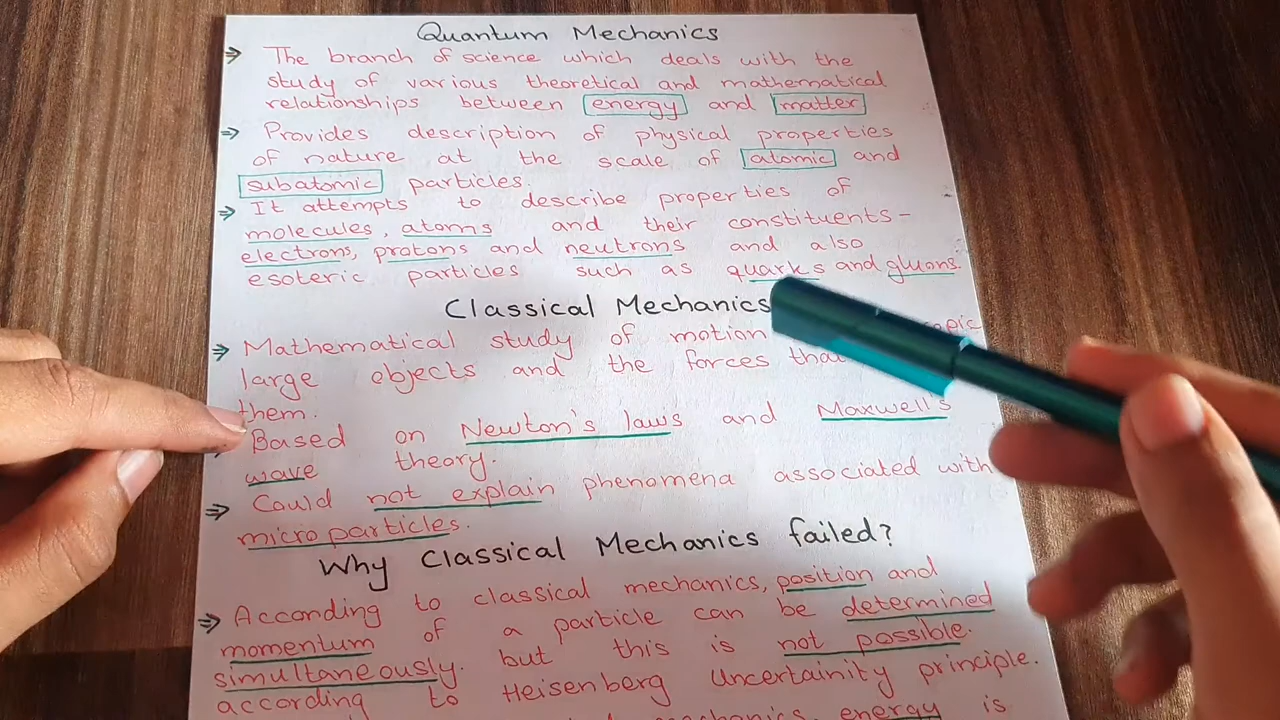 Quantum Mechanics
⇒ The branch of science which deals with the
study of various theoretical and mathematical
relationships between energy and matter
⇒ Provides description of physical properties
of nature at the scale of atomic and
subatomic particles.
⇒ It attempts to describe properties of
molecules, atoms and their constituents-
electrons, protons and neutrons and also
esoteric particles such as quarks and gluons.
Classical Mechanics
⇒ Mathematical study of motion
large objects and the forces
them.
Based on Newton's laws and Maxwell's
wave theory.
⇒ Could not explain phenomena associated with
micro particles.
Why Classical Mechanics failed?
⇒ According to classical mechanics, position and
momentum of a particle can be determined
simultaneously. but this is not possible.
according to Heisenberg Uncertainity principle.
mechanics, energy is